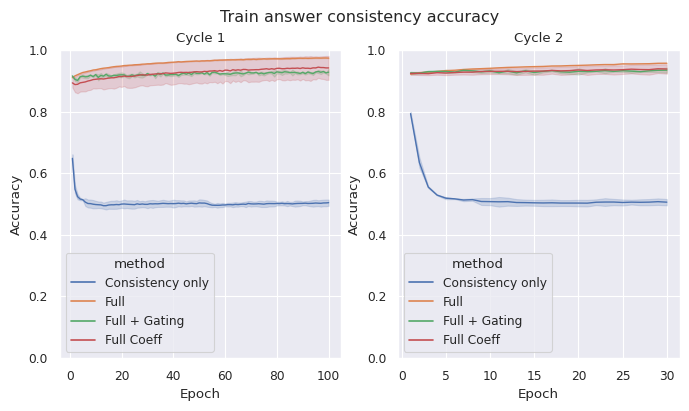 Train answer consistency accuracy
Cycle 1
Accuracy
1.0
0.8
0.6
0.4
0.2
0.0
method
Consistency only
Full
Full + Gating
Full Coeff
0
20
40
60
80
100
Epoch
Cycle 2
Accuracy
1.0
0.8
0.6
0.4
0.2
0.0
method
Consistency only
Full
Full + Gating
Full Coeff
0
5
10
15
20
25
30
Epoch